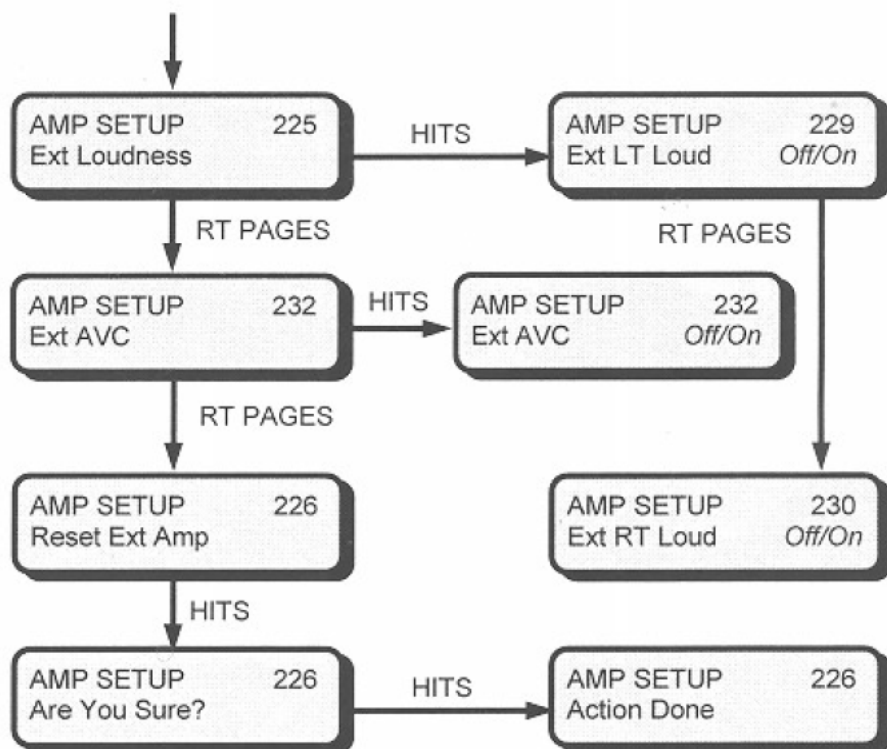 AMP SETUP 225
Ext Loudness
HITS
AMP SETUP 229
Ext LT Loud Off/On
RT PAGES
RT PAGES
AMP SETUP 232
Ext AVC
HITS
AMP SETUP 232
Ext AVC Off/On
RT PAGES
AMP SETUP 226
Reset Ext Amp
AMP SETUP 230
Ext RT Loud Off/On
HITS
AMP SETUP 226
Are You Sure?
HITS
AMP SETUP 226
Action Done